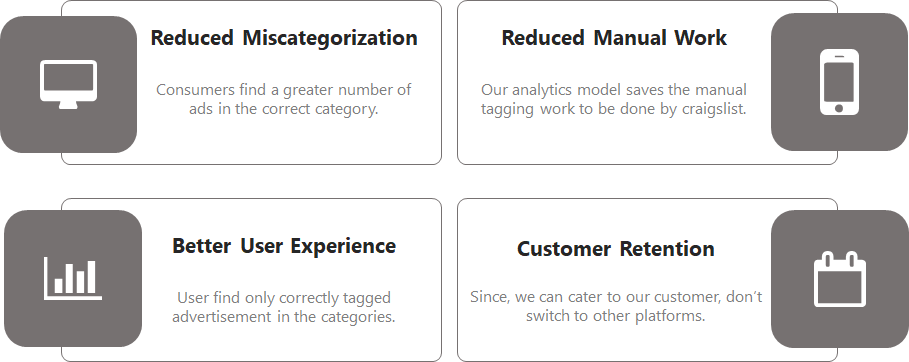 Reduced Miscategorization
Consumers find a greater number of
ads in the correct category.
Reduced Manual Work
Our analytics model saves the manual
tagging work to be done by craigslist.
Better User Experience
User find only correctly tagged
advertisement in the categories.
Customer Retention
Since, we can cater to our customer, don’t
switch to other platforms.